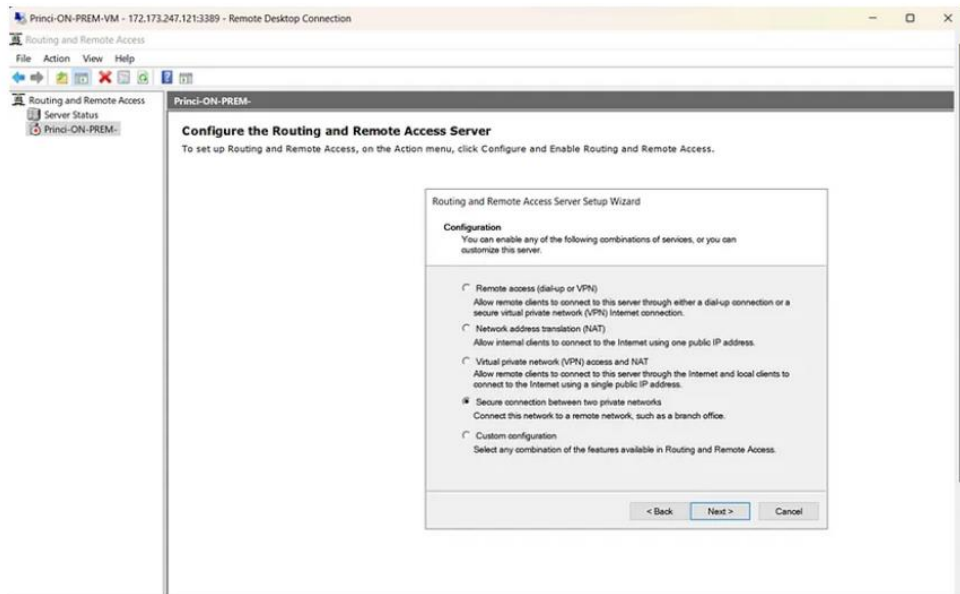 Princi-ON-PREM-VM - 172.173.247.121:3389 - Remote Desktop Connection
Routing and Remote Access
File Action View Help
Routing and Remote Access
Server Status
Princi-ON-PREM-
Princi-ON-PREM-
Configure the Routing and Remote Access Server
To set up Routing and Remote Access, on the Action menu, click Configure and Enable Routing and Remote Access.
Routing and Remote Access Server Setup Wizard
Configuration
You can enable any of the following combinations of services, or you can
customize this server.
Remote access (dial-up or VPN)
Allow remote clients to connect to this server through either a dial-up connection or a
secure virtual private network (VPN) Internet connection.
Network address translation (NAT)
Allow internal clients to connect to the Internet using one public IP address.
Virtual private network (VPN) access and NAT
Allow remote clients to connect to this server through the Internet and local clients to
connect to the Internet using a single public IP address.
Secure connection between two private networks
Connect this network to a remote network, such as a branch office.
Custom configuration
Select any combination of the features available in Routing and Remote Access.
< Back Next > Cancel